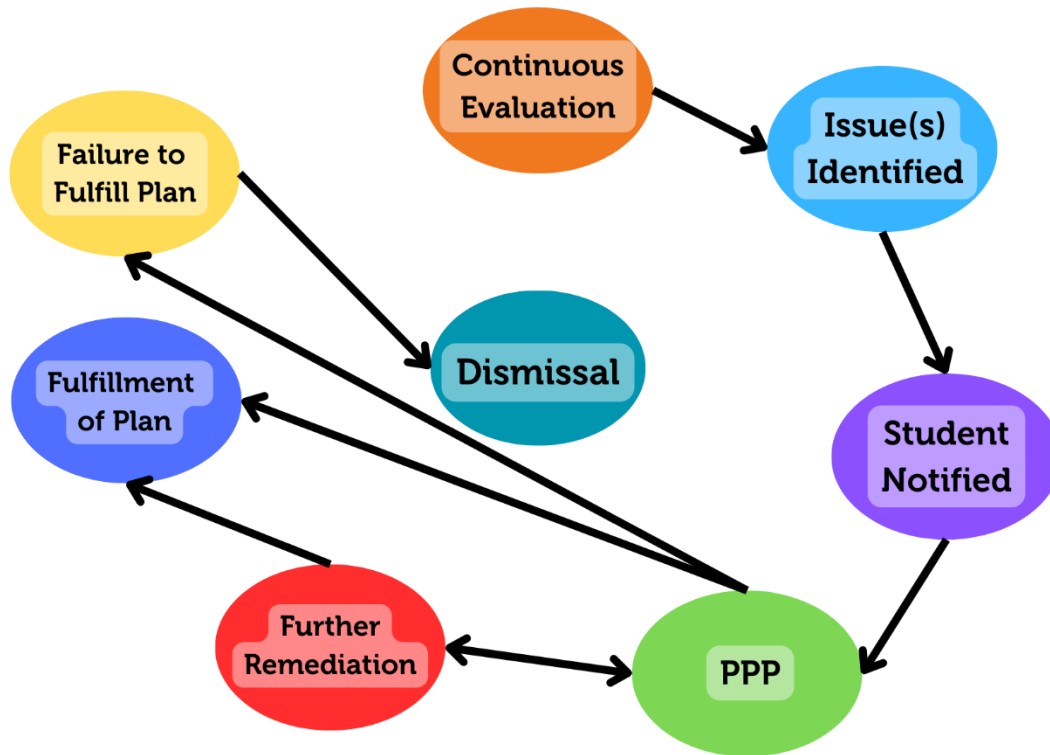 Continuous
Evaluation
Issue(s)
Identified
Failure to
Fulfill Plan
Dismissal
Fulfillment
of Plan
Student
Notified
Further
Remediation
PPP